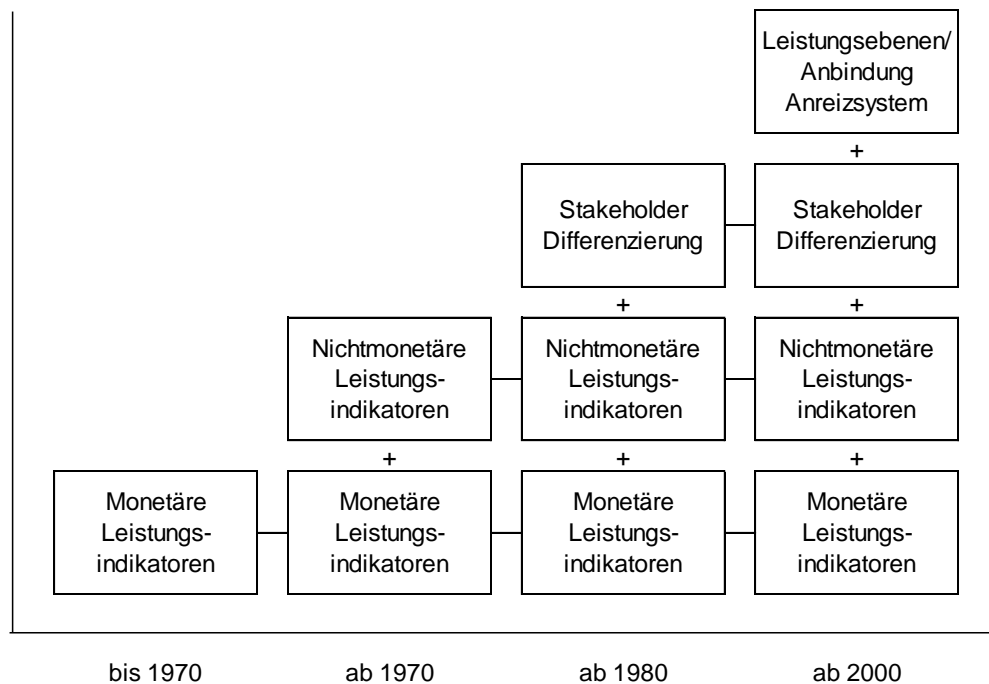 Leistungsebenen/
Anbindung
Anreizsystem
+
Stakeholder
Differenzierung
Stakeholder
Differenzierung
+
+
Nichtmonetäre
Leistungs-
indikatoren
Nichtmonetäre
Leistungs-
indikatoren
Nichtmonetäre
Leistungs-
indikatoren
+
+
+
Monetäre
Leistungs-
indikatoren
Monetäre
Leistungs-
indikatoren
Monetäre
Leistungs-
indikatoren
Monetäre
Leistungs-
indikatoren
bis 1970
ab 1970
ab 1980
ab 2000